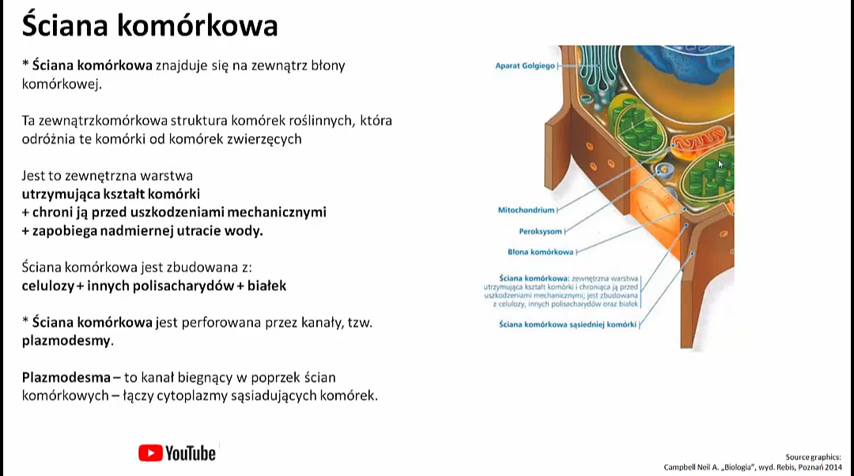 Ściana komórkowa
* Ściana komórkowa znajduje się na zewnątrz błony
komórkowej.
Ta zewnątrzkomórkowa struktura komórek roślinnych, która
odróżnia te komórki od komórek zwierzęcych
Jest to zewnętrzna warstwa
utrzymująca kształt komórki
+ chroni ją przed uszkodzeniami mechanicznymi
+ zapobiega nadmiernej utracie wody.
Ściana komórkowa jest zbudowana z:
celulozy + innych polisacharydów + białek
* Ściana komórkowa jest perforowana przez kanały, tzw.
plazmodesmy.
Plazmodesma – to kanał biegnący w poprzek ścian
komórkowych – łączy cytoplazmy sąsiadujących komórek.
YouTube
Aparat Golgiego
Mitochondrium
Peroksysom
Błona komórkowa
Ściana komórkowa: zewnętrzna warstwa
utrzymująca kształt komórki i chroniąca ją przed
uszkodzeniami mechanicznymi; jest zbudowana
z celulozy, innych polisacharydów oraz białek
Ściana komórkowa sąsiedniej komórki
Source graphics:
Campbell Neil A. „Biologia”, wyd. Rebis, Poznań 2014